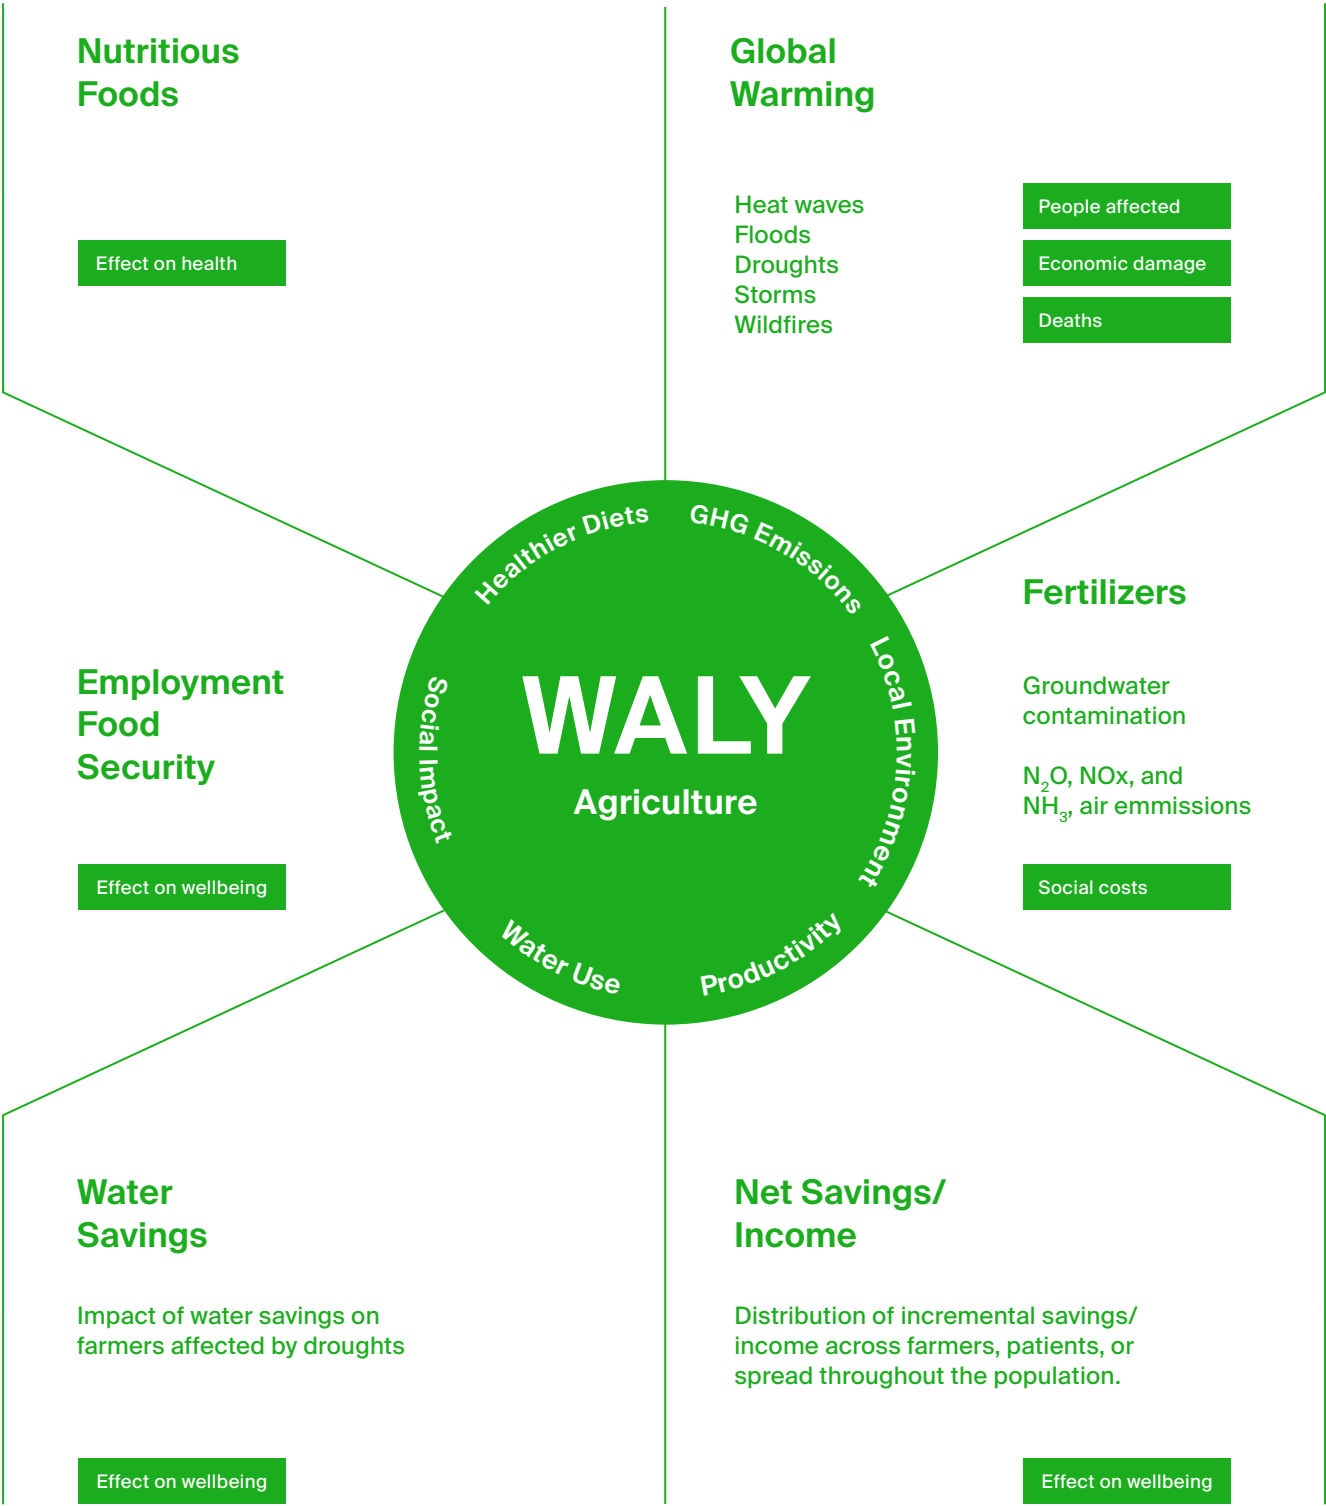 Nutritious
Foods
Effect on health
Global
Warming
Heat waves
Floods
Droughts
Storms
Wildfires
People affected
Economic damage
Deaths
Healthier Diets
GHG Emissions
Local Environment
Productivity
Water Use
Social Impact
WALY
Agriculture
Employment
Food
Security
Effect on wellbeing
Fertilizers
Groundwater
contamination
N₂O, NOx, and
NH₃, air emmissions
Social costs
Water
Savings
Impact of water savings on
farmers affected by droughts
Effect on wellbeing
Net Savings/
Income
Distribution of incremental savings/
income across farmers, patients, or
spread throughout the population.
Effect on wellbeing